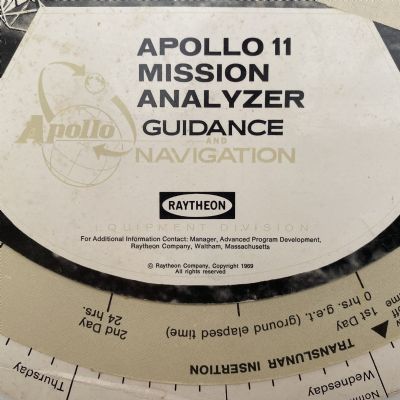 APOLLO 11
MISSION
ANALYZER
GUIDANCE
AND
NAVIGATION
Apollo
RAYTHEON
EQUIPMENT DIVISION
For Additional Information Contact: Manager, Advanced Program Development,
Raytheon Company, Waltham, Massachusetts
© Raytheon Company, Copyright 1969
All rights reserved
2nd Day
24 hrs.
0 hrs. g.e.t. (ground elapsed time)
1st Day
TRANSLUNAR INSERTION
Thursday
Wednesday